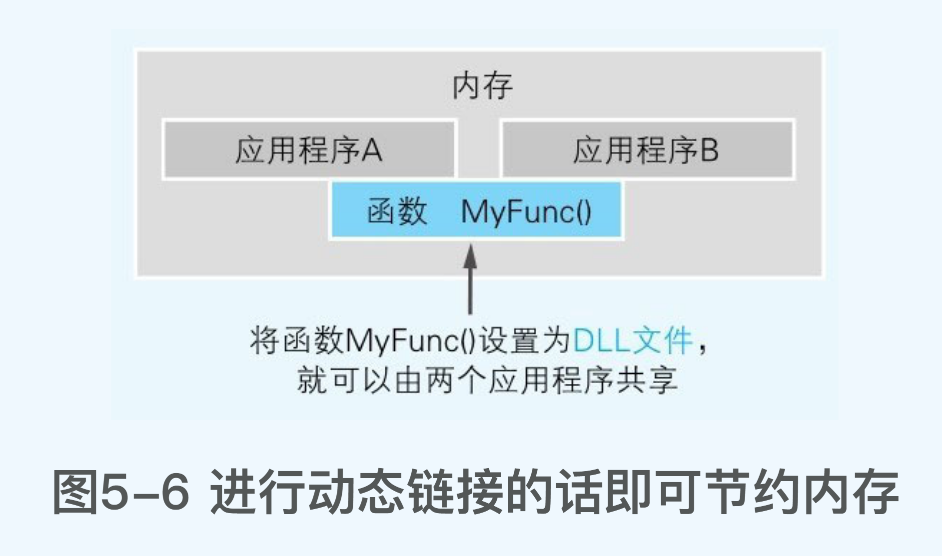 内存
应用程序A 应用程序B
函数 MyFunc()
将函数MyFunc()设置为DLL文件，
就可以由两个应用程序共享
图5-6 进行动态链接的话即可节约内存